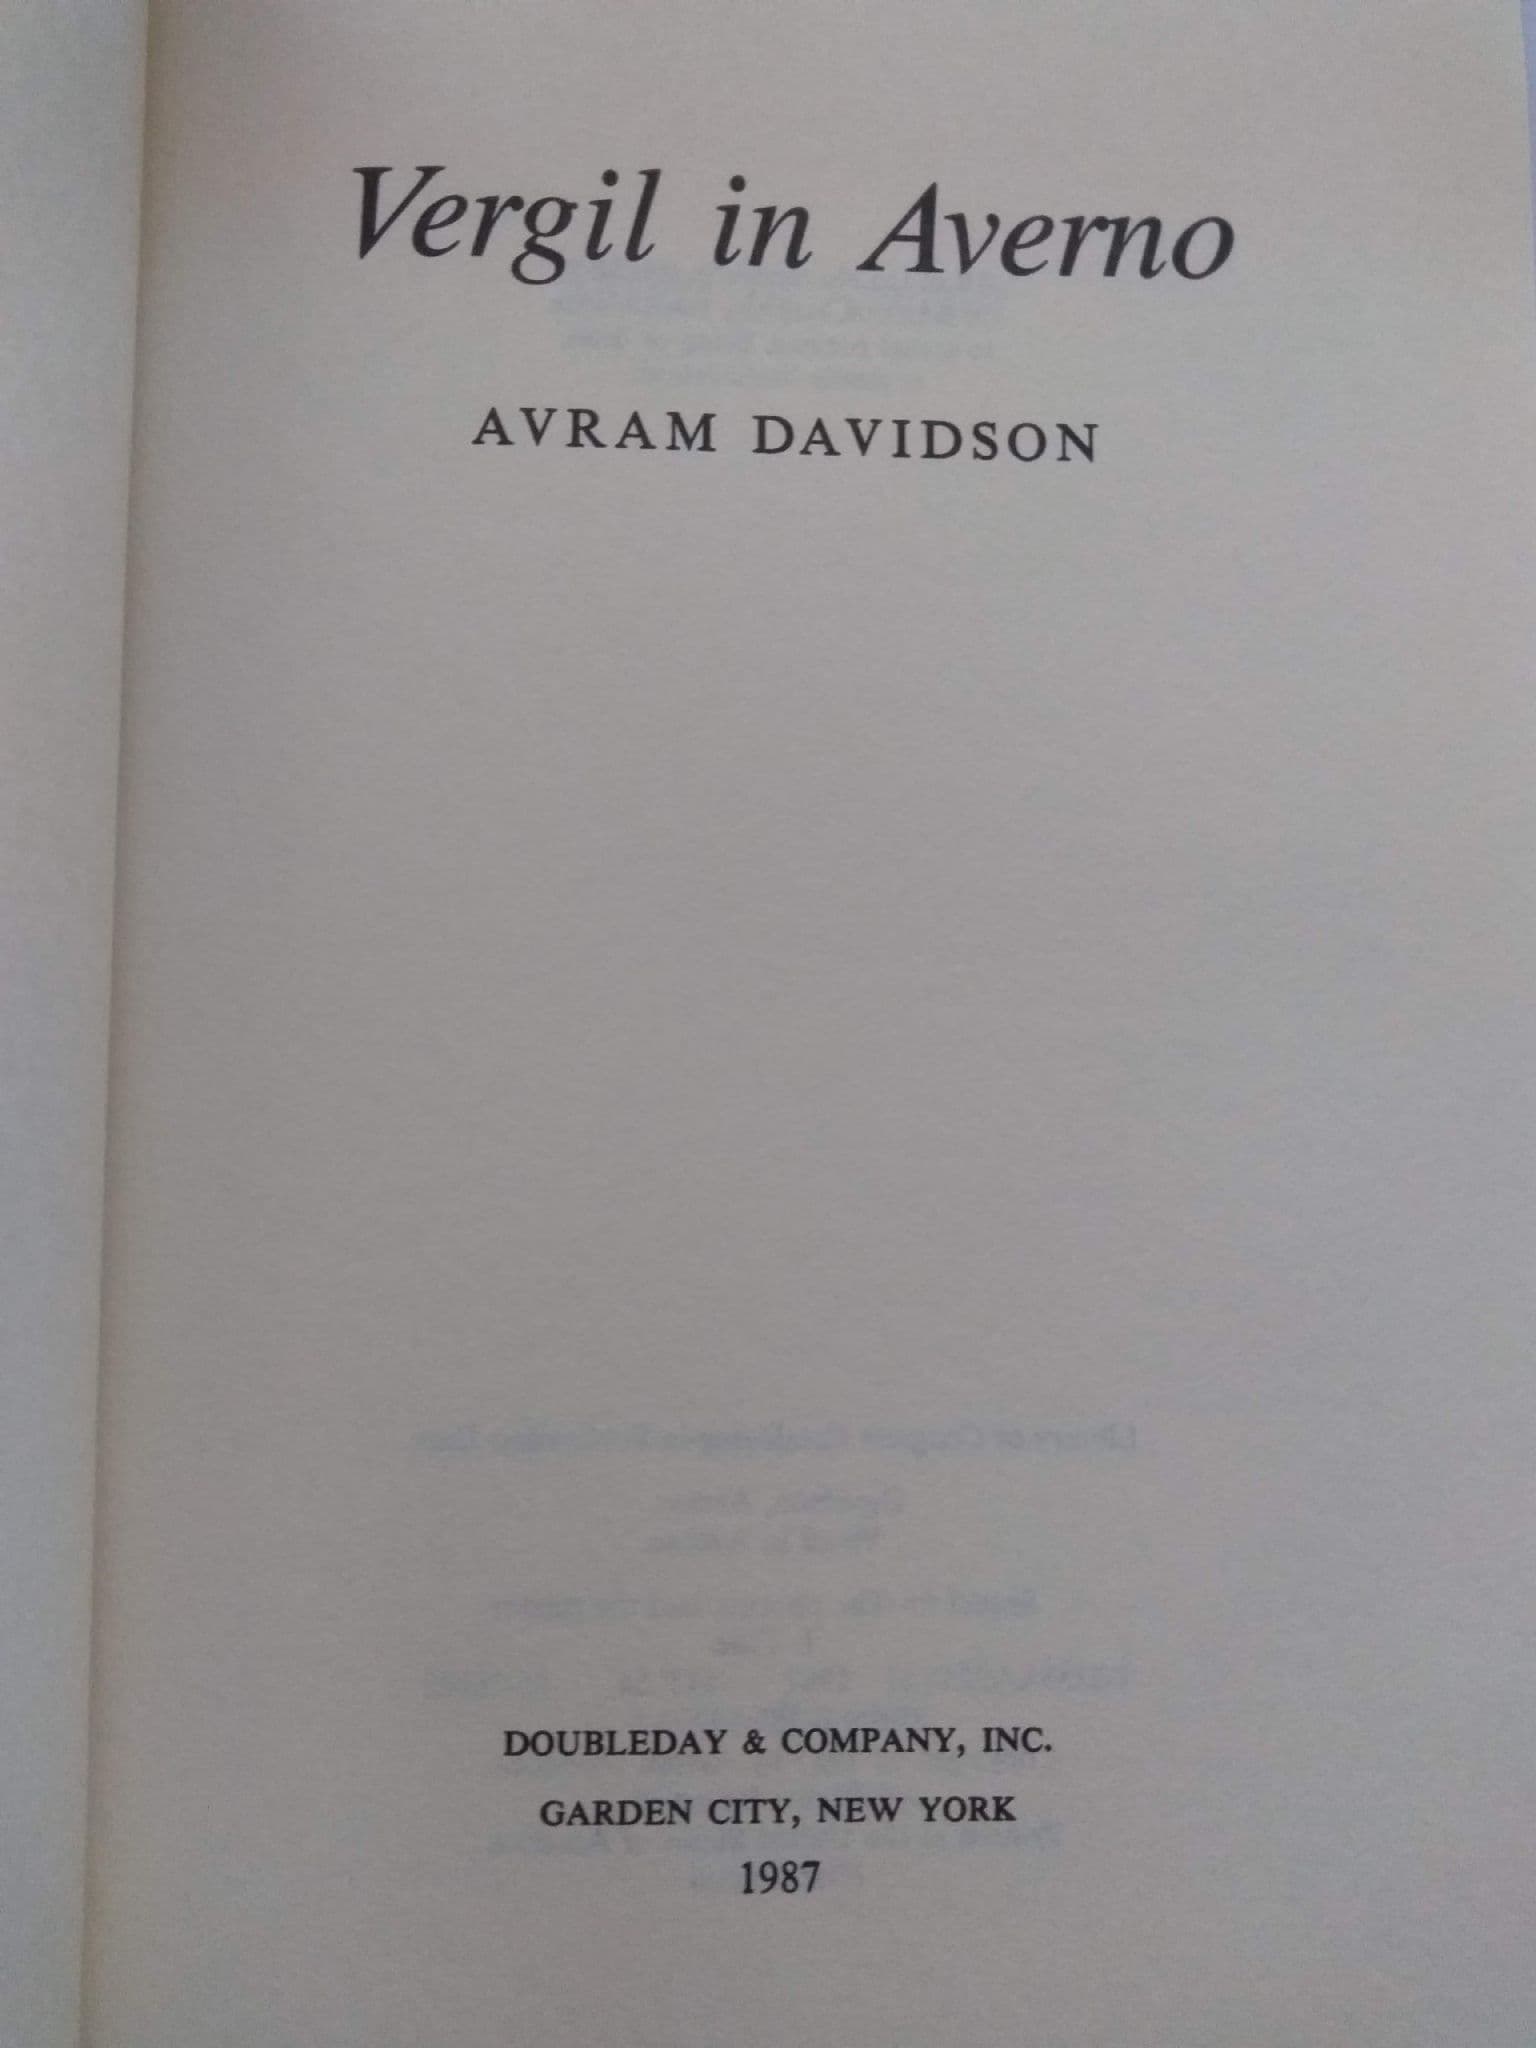 Vergil in Averno
AVRAM DAVIDSON
DOUBLEDAY & COMPANY, INC.
GARDEN CITY, NEW YORK
1987